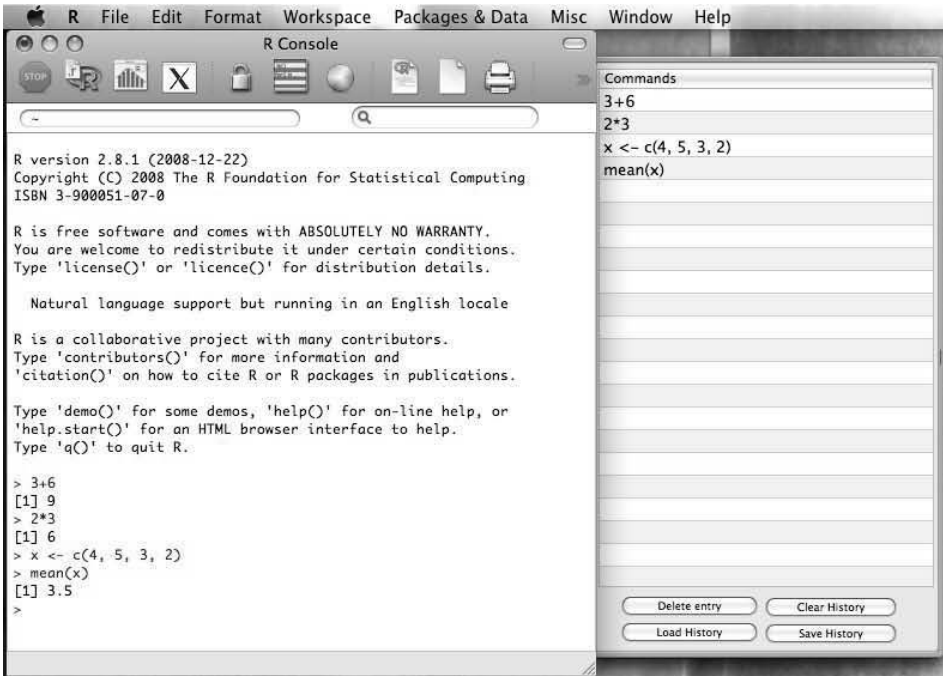 R File Edit Format Workspace Packages & Data Misc Window Help
R Console
STOP
R
X
R
~
R version 2.8.1 (2008-12-22)
Copyright (C) 2008 The R Foundation for Statistical Computing
ISBN 3-900051-07-0
R is free software and comes with ABSOLUTELY NO WARRANTY.
You are welcome to redistribute it under certain conditions.
Type 'license()' or 'licence()' for distribution details.
Natural language support but running in an English locale
R is a collaborative project with many contributors.
Type 'contributors()' for more information and
'citation()' on how to cite R or R packages in publications.
Type 'demo()' for some demos, 'help()' for on-line help, or
'help.start()' for an HTML browser interface to help.
Type 'q()' to quit R.
> 3+6
[1] 9
> 2*3
[1] 6
> x <- c(4, 5, 3, 2)
> mean(x)
[1] 3.5
>
Commands
3+6
2*3
x <- c(4, 5, 3, 2)
mean(x)
Delete entry Clear History
Load History Save History